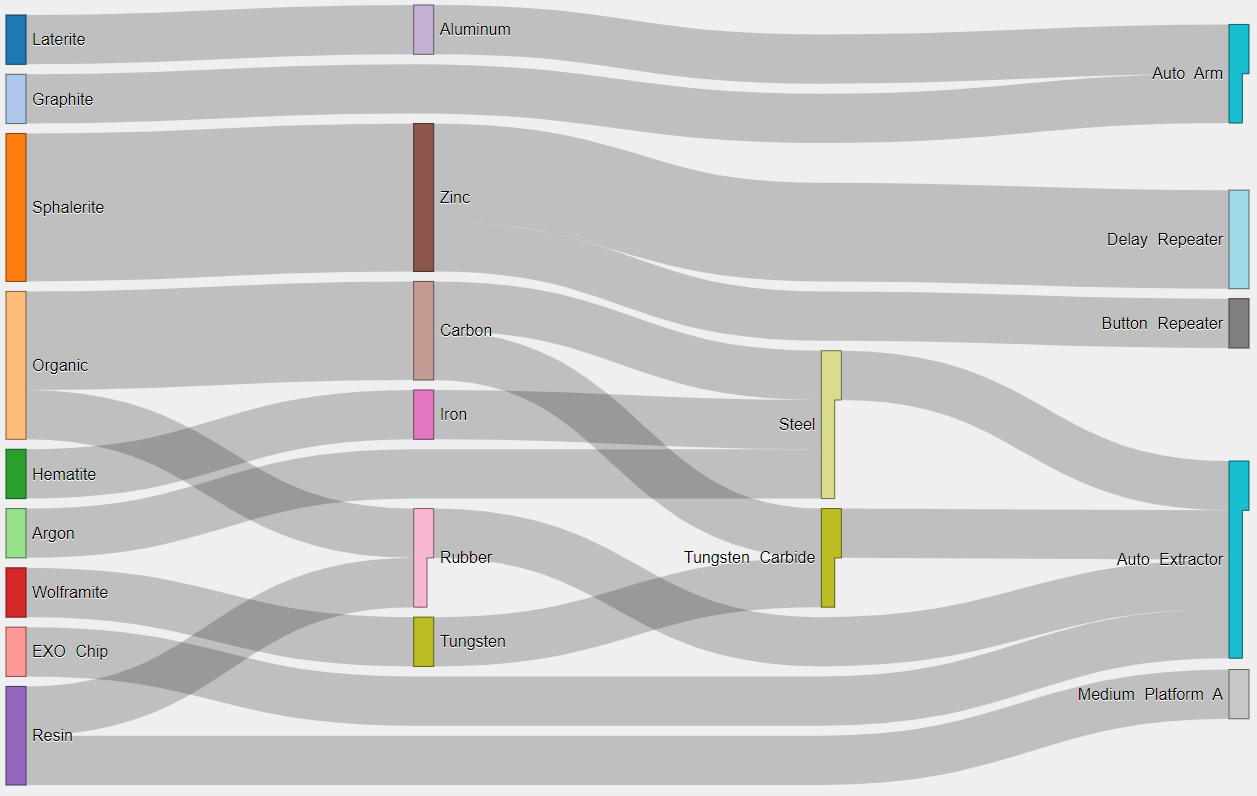 Laterite
Graphite
Sphalerite
Organic
Hematite
Argon
Wolframite
EXO Chip
Resin
Aluminum
Zinc
Carbon
Iron
Rubber
Tungsten
Steel
Tungsten Carbide
Auto Arm
Delay Repeater
Button Repeater
Auto Extractor
Medium Platform A